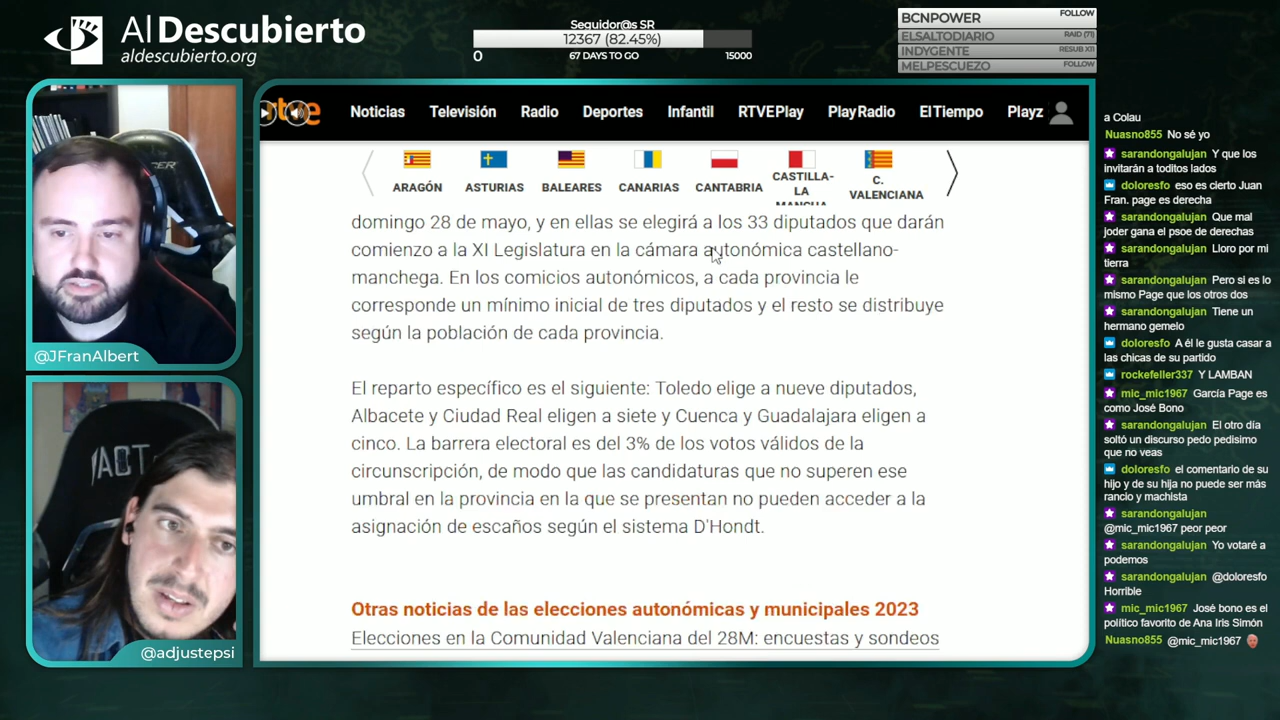 Al Descubierto
aldescubierto.org
Seguidor@s SR
12367 (82.45%)
0
67 DAYS TO GO
15000
BCNPOWER FOLLOW
ELSALTODIARIO RAID (71)
INDYGENTE RESUB X11
MELPESCUEZO FOLLOW
@JFranAlbert
@adjustepsi
rtve
Noticias Televisión Radio Deportes Infantil RTVEPlay PlayRadio ElTiempo Playz
ARAGÓN
ASTURIAS
BALEARES
CANARIAS
CANTABRIA
CASTILLA-
LA
MANCHA
C.
VALENCIANA
domingo 28 de mayo, y en ellas se elegirá a los 33 diputados que darán
comienzo a la XI Legislatura en la cámara autonómica castellano-
manchega. En los comicios autonómicos, a cada provincia le
corresponde un mínimo inicial de tres diputados y el resto se distribuye
según la población de cada provincia.
El reparto específico es el siguiente: Toledo elige a nueve diputados,
Albacete y Ciudad Real eligen a siete y Cuenca y Guadalajara eligen a
cinco. La barrera electoral es del 3% de los votos válidos de la
circunscripción, de modo que las candidaturas que no superen ese
umbral en la provincia en la que se presentan no pueden acceder a la
asignación de escaños según el sistema D'Hondt.
Otras noticias de las elecciones autonómicas y municipales 2023
Elecciones en la Comunidad Valenciana del 28M: encuestas y sondeos
a Colau
Nuasno855 No sé yo
sarandongalujan Y que los
invitarán a toditos lados
doloresfo eso es cierto Juan
Fran. page es derecha
sarandongalujan Que mal
joder gana el psoe de derechas
sarandongalujan Lloro por mi
tierra
sarandongalujan Pero si es lo
mismo Page que los otros dos
sarandongalujan Tiene un
hermano gemelo
doloresfo A él le gusta casar a
las chicas de su partido
rockefeller337 Y LAMBAN
mic_mic1967 García Page es
como José Bono
sarandongalujan El otro día
soltó un discurso pedo pedisimo
que no veas
doloresfo el comentario de su
hijo y de su hija no puede ser más
rancio y machista
sarandongalujan
@mic_mic1967 peor peor
sarandongalujan Yo votaré a
podemos
sarandongalujan @doloresfo
Horrible
mic_mic1967 José bono es el
político favorito de Ana Iris Simón
Nuasno855 @mic_mic1967